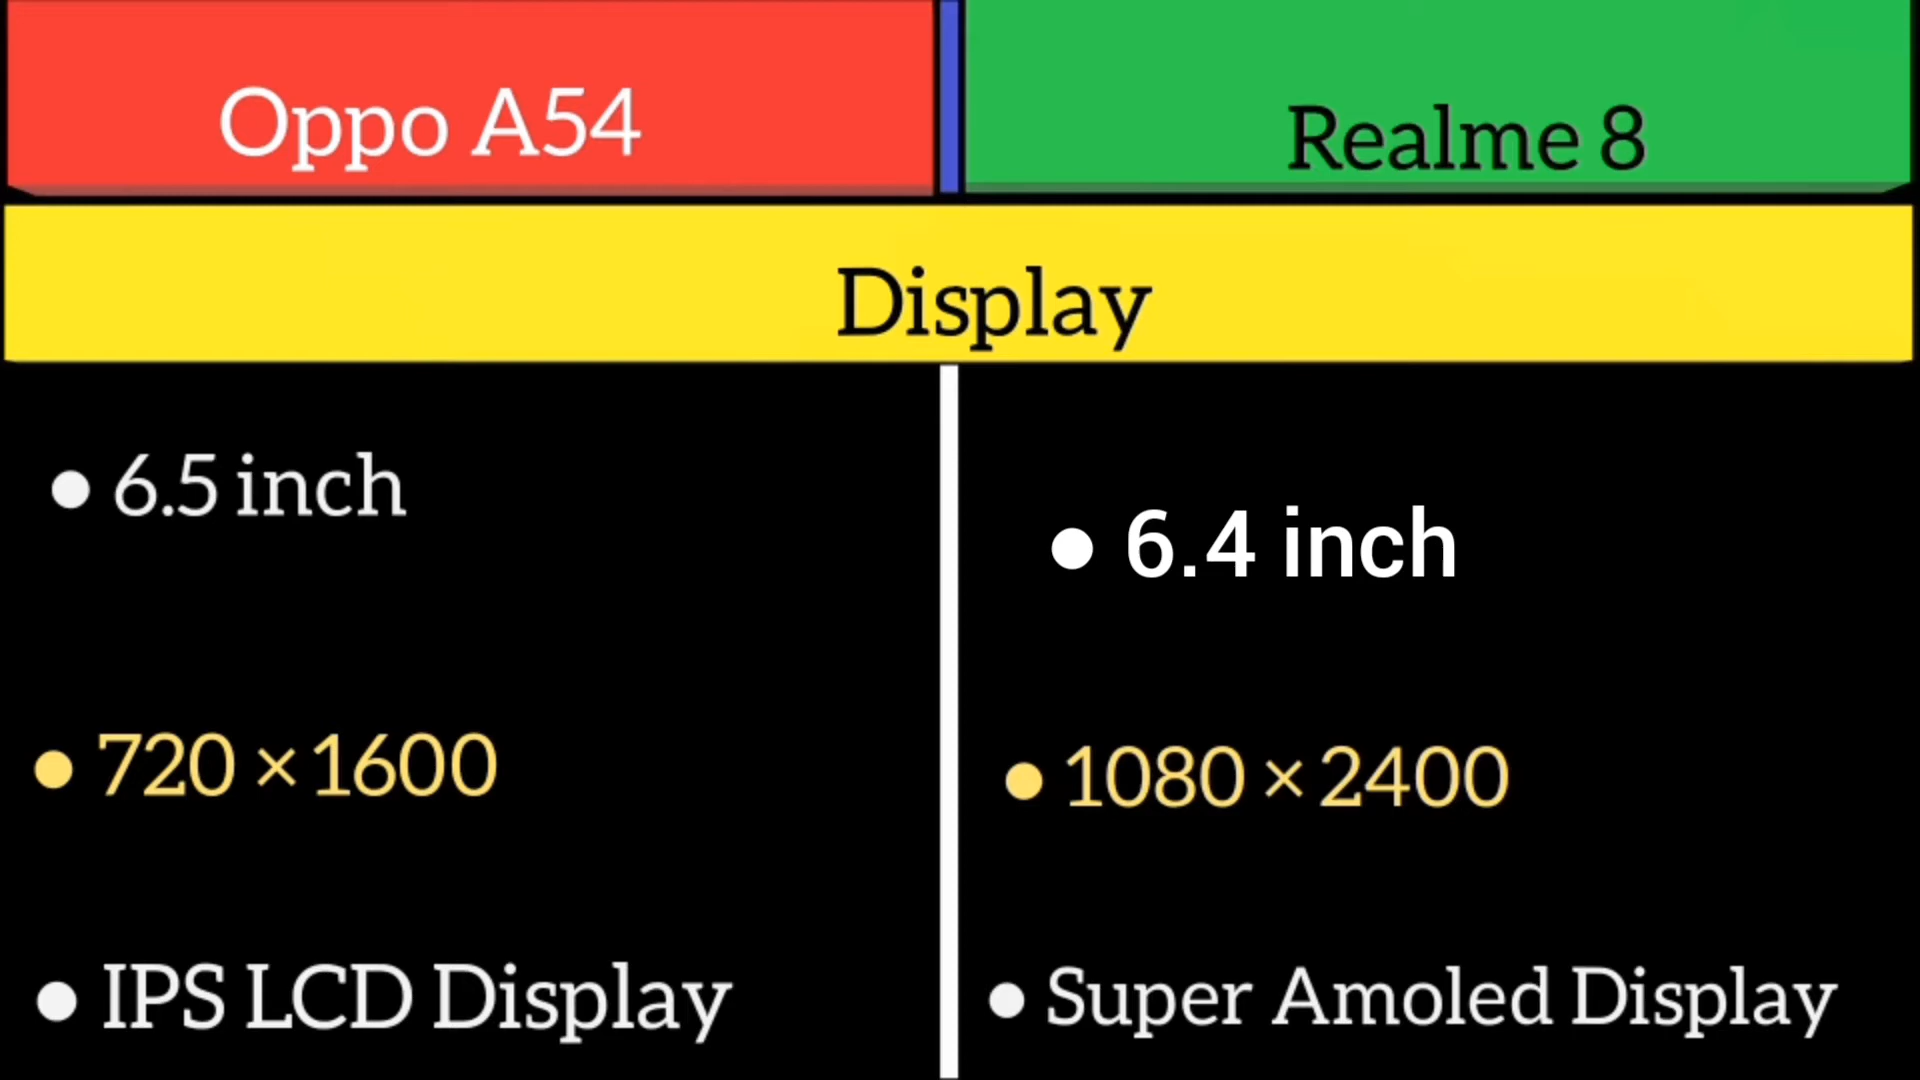 Oppo A54
Realme 8
Display
● 6.5 inch
● 6.4 inch
● 720 × 1600
● 1080 × 2400
● IPS LCD Display
● Super Amoled Display